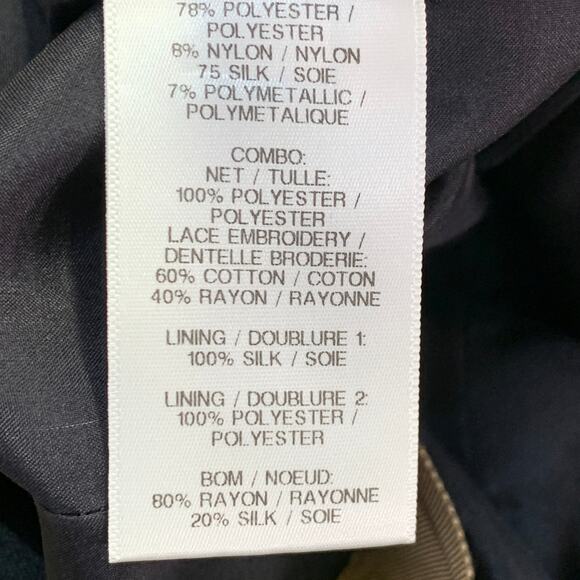 78% POLYESTER /
POLYESTER
8% NYLON / NYLON
75 SILK / SOIE
7% POLYMETALLIC /
POLYMETALIQUE
COMBO:
NET / TULLE:
100% POLYESTER /
POLYESTER
LACE EMBROIDERY /
DENTELLE BRODERIE:
60% COTTON / COTON
40% RAYON / RAYONNE
LINING / DOUBLURE 1:
100% SILK / SOIE
LINING / DOUBLURE 2:
100% POLYESTER /
POLYESTER
BOM / NOEUD:
80% RAYON / RAYONNE
20% SILK / SOIE